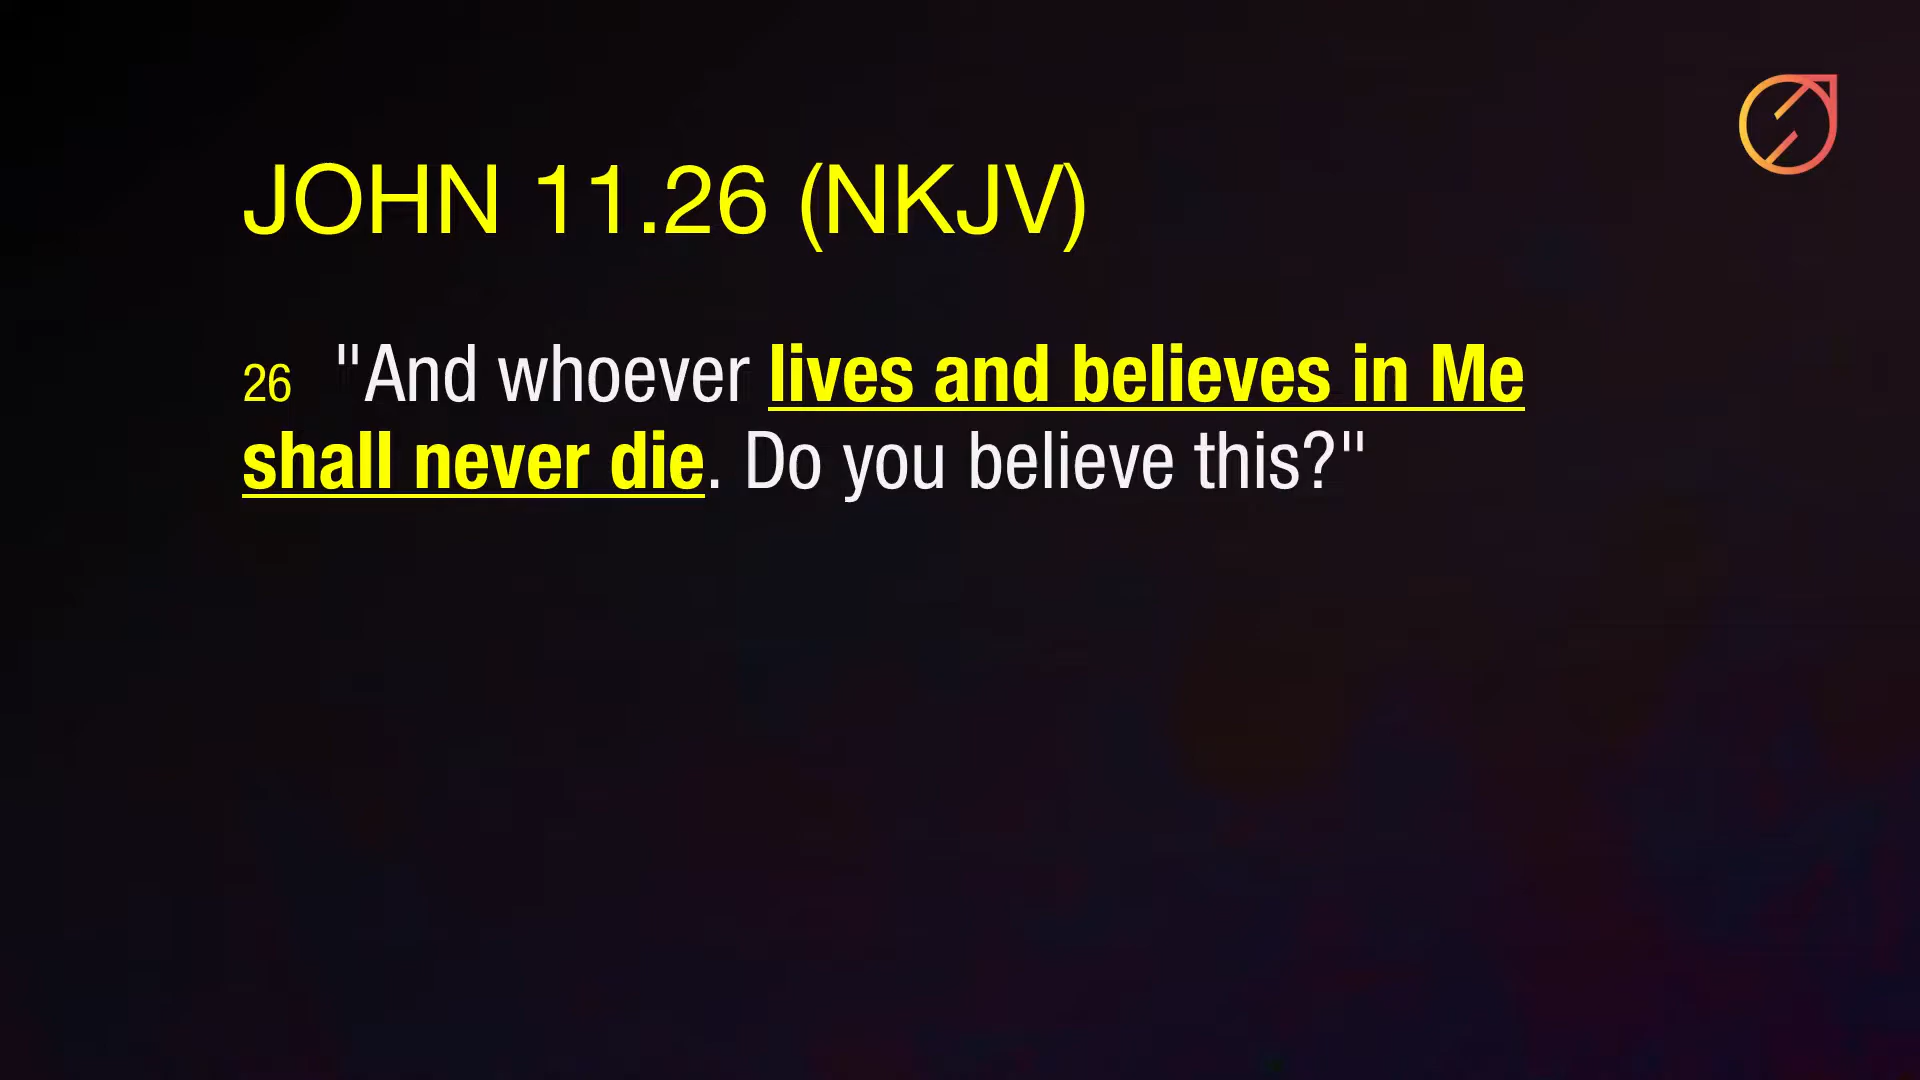 JOHN 11.26 (NKJV)
26 "And whoever lives and believes in Me
shall never die. Do you believe this?"